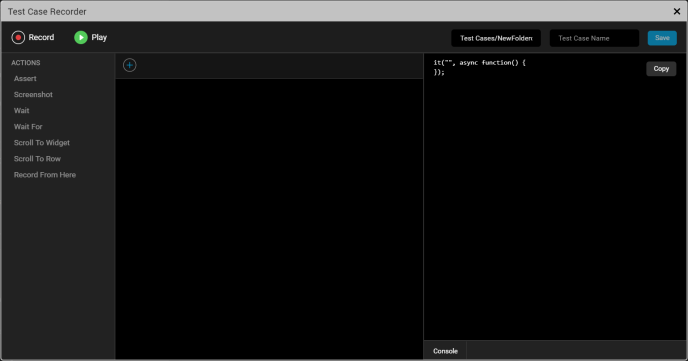 Test Case Recorder
Record
Play
Test Cases/NewFolden
Test Case Name
Save
ACTIONS
Assert
Screenshot
Wait
Wait For
Scroll To Widget
Scroll To Row
Record From Here
it("", async function() {
});
Copy
Console